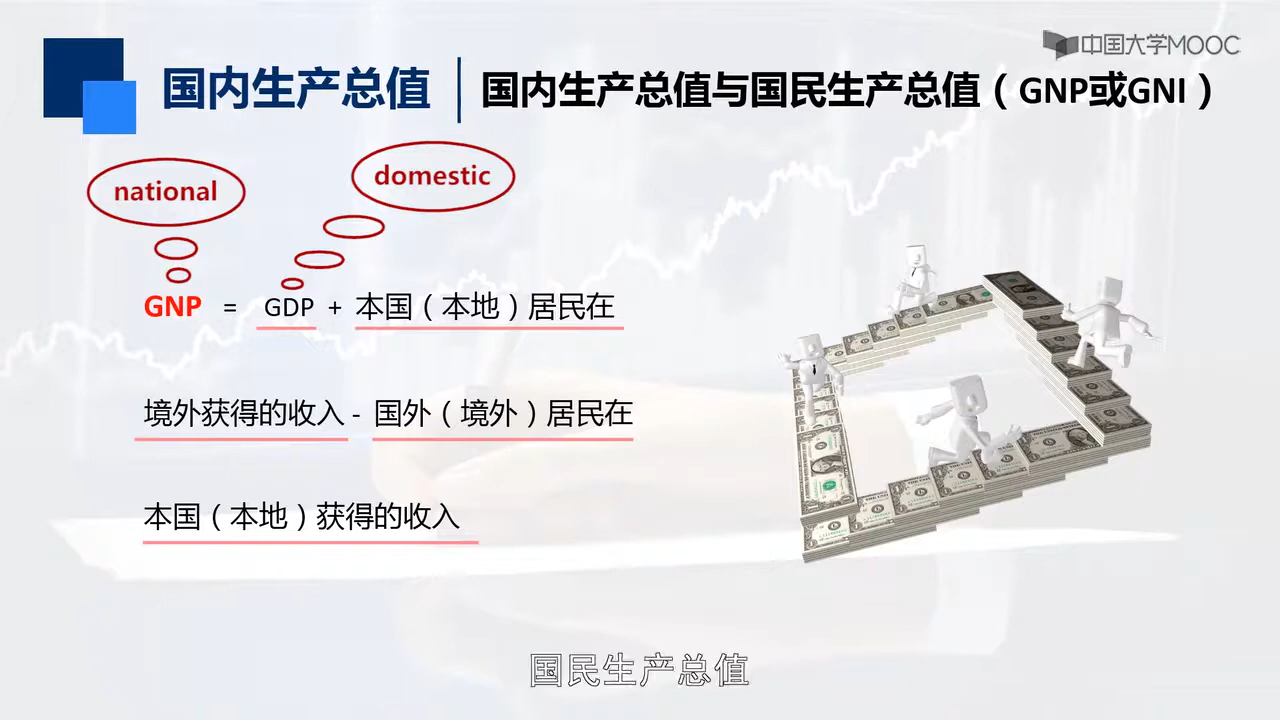 中国大学MOOC
国内生产总值 国内生产总值与国民生产总值（GNP或GNI）
national
domestic
GNP = GDP + 本国（本地）居民在
境外获得的收入 - 国外（境外）居民在
本国（本地）获得的收入
国民生产总值